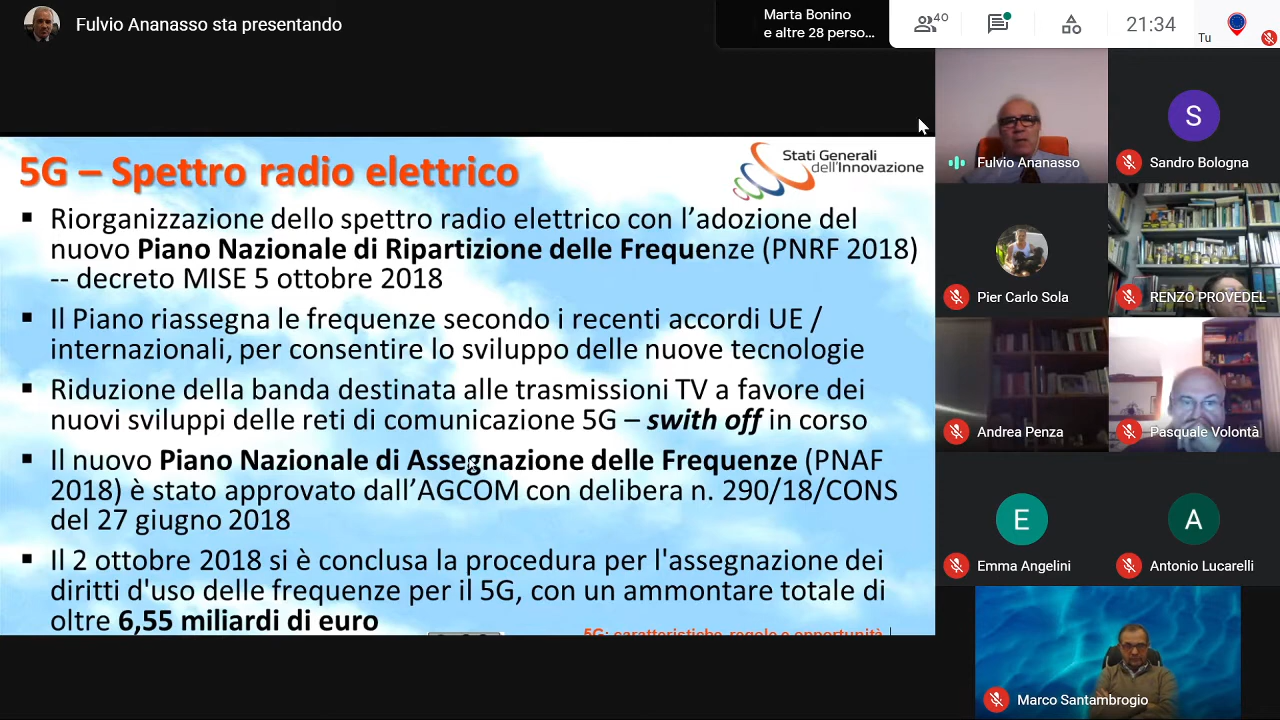 Fulvio Ananasso sta presentando
Marta Bonino
e altre 28 perso...
40
21:34
Tu
5G – Spettro radio elettrico
Stati Generali
dell'Innovazione
▪ Riorganizzazione dello spettro radio elettrico con l’adozione del
nuovo Piano Nazionale di Ripartizione delle Frequenze (PNRF 2018)
-- decreto MISE 5 ottobre 2018
▪ Il Piano riassegna le frequenze secondo i recenti accordi UE /
internazionali, per consentire lo sviluppo delle nuove tecnologie
▪ Riduzione della banda destinata alle trasmissioni TV a favore dei
nuovi sviluppi delle reti di comunicazione 5G – swith off in corso
▪ Il nuovo Piano Nazionale di Assegnazione delle Frequenze (PNAF
2018) è stato approvato dall’AGCOM con delibera n. 290/18/CONS
del 27 giugno 2018
▪ Il 2 ottobre 2018 si è conclusa la procedura per l'assegnazione dei
diritti d'uso delle frequenze per il 5G, con un ammontare totale di
oltre 6,55 miliardi di euro
5G: caratteristiche, regole e opportunità
Fulvio Ananasso
S
Sandro Bologna
Pier Carlo Sola
RENZO PROVEDEL
Andrea Penza
Pasquale Volontà
E
Emma Angelini
A
Antonio Lucarelli
Marco Santambrogio